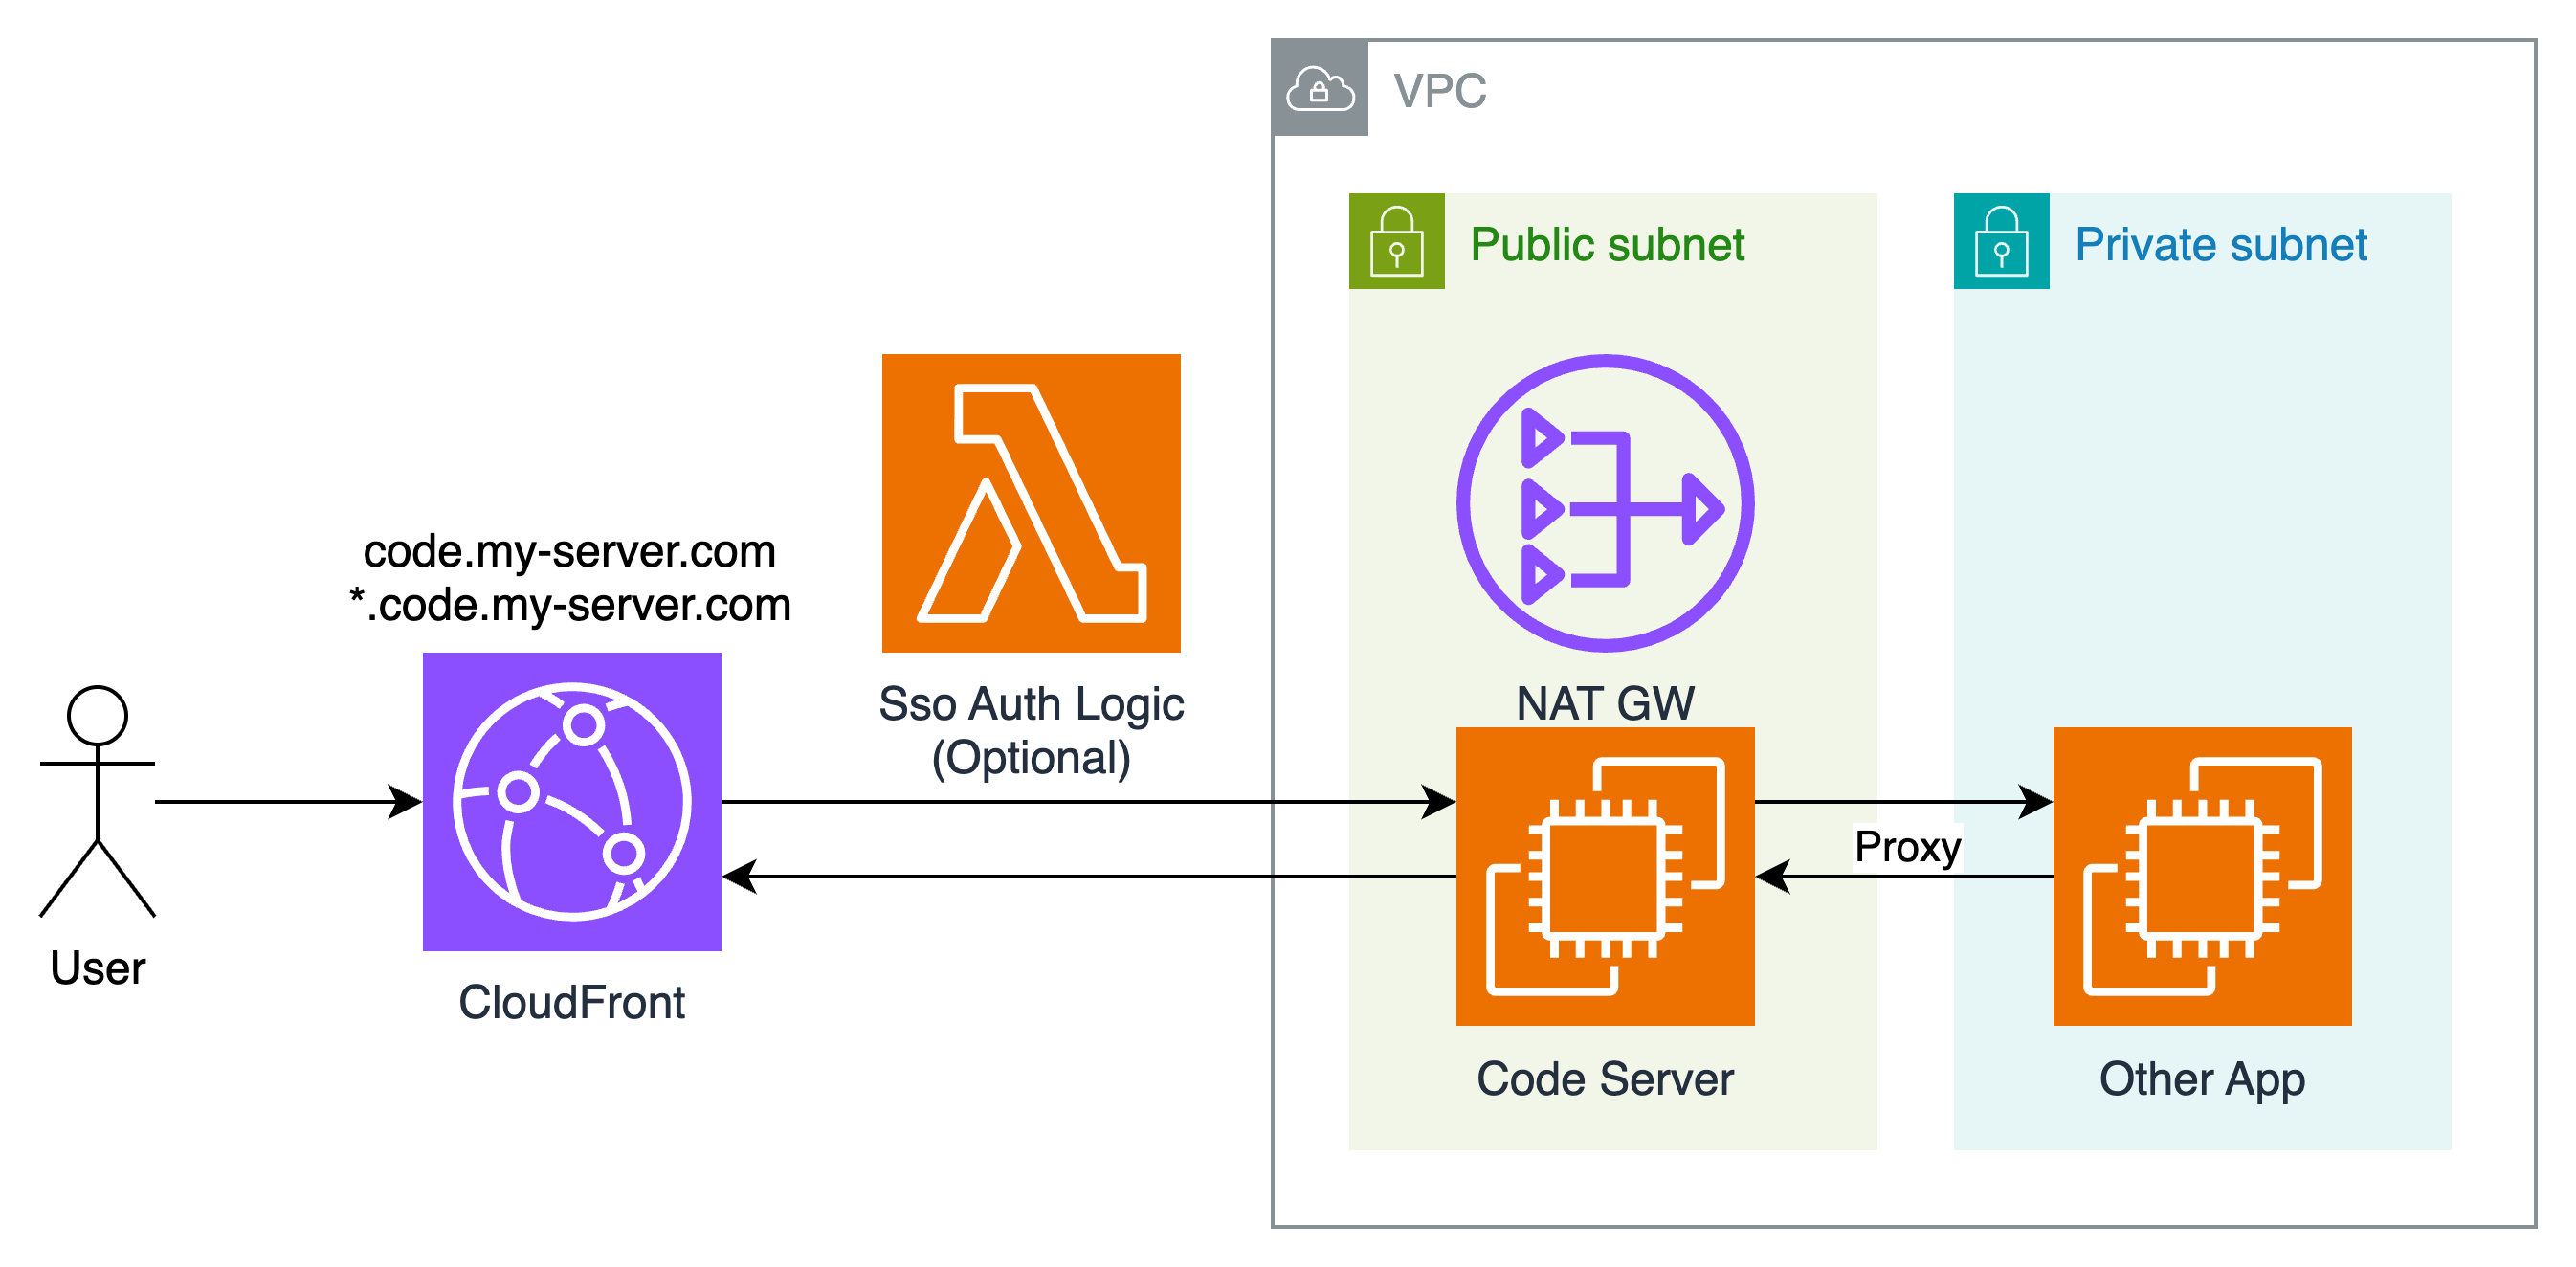 VPC
Public subnet
Private subnet
code.my-server.com
*.code.my-server.com
Sso Auth Logic
(Optional)
NAT GW
Proxy
User
CloudFront
Code Server
Other App